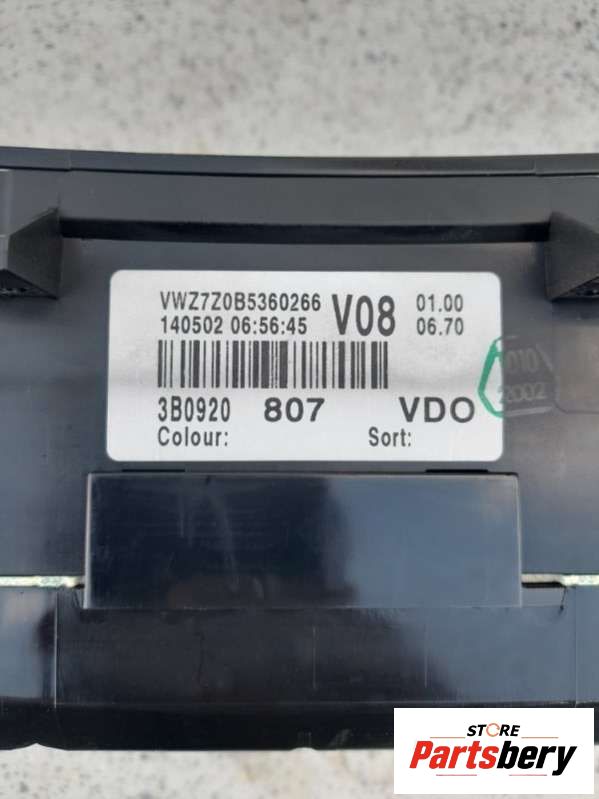 VWZ7Z0B5360266 V08 01.00
140502 06:56:45 06.70
3B0920 807 VDO
Colour: Sort:
STORE
Partsbery